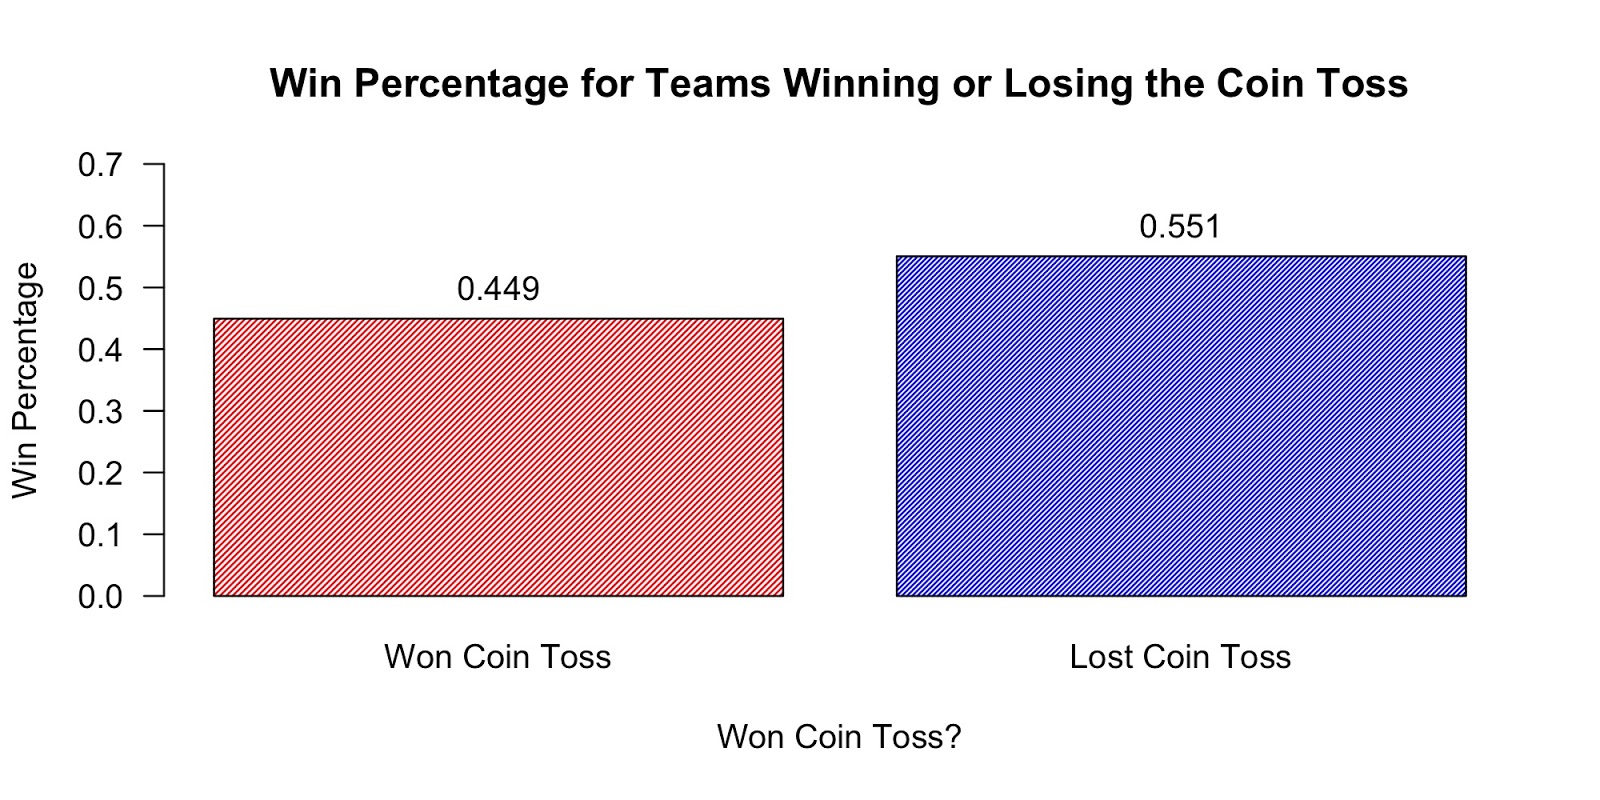 Win Percentage for Teams Winning or Losing the Coin Toss
Win Percentage
0.7
0.6
0.5
0.4
0.3
0.2
0.1
0.0
0.449
0.551
Won Coin Toss
Lost Coin Toss
Won Coin Toss?